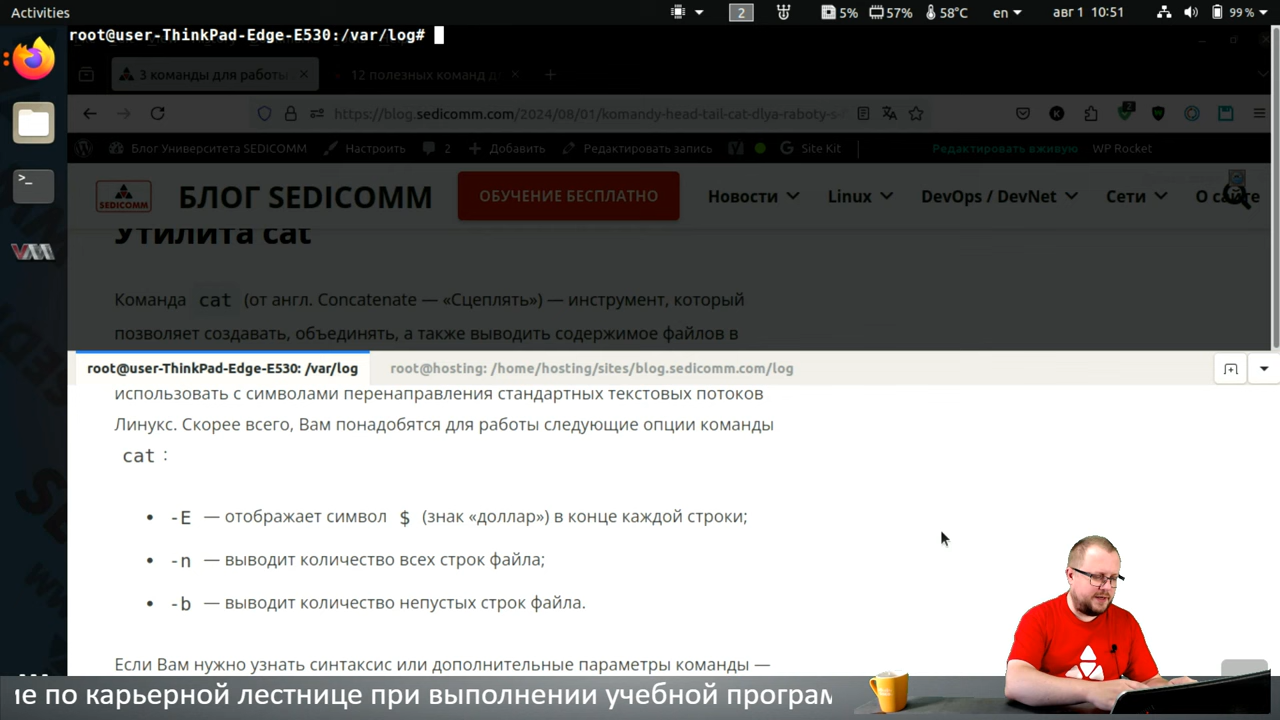 Activities
2
5%
57%
58°C
en
авг 1 10:51
99 %
root@user-ThinkPad-Edge-E530:/var/log#
3 команды для работы
12 полезных команд д
https://blog.sedicomm.com/2024/08/01/komandy-head-tail-cat-dlya-raboty-s-
Блог Университета SEDICOMM
Настроить
2
Добавить
Редактировать запись
Site Kit
Редактировать вживую
WP Rocket
SEDICOMM
БЛОГ SEDICOMM
ОБУЧЕНИЕ БЕСПЛАТНО
Новости
Linux
DevOps / DevNet
Сети
О сайте
Утилита cat
Команда cat (от англ. Concatenate — «Сцеплять») — инструмент, который
позволяет создавать, объединять, а также выводить содержимое файлов в
root@user-ThinkPad-Edge-E530: /var/log
root@hosting: /home/hosting/sites/blog.sedicomm.com/log
использовать с символами перенаправления стандартных текстовых потоков
Линукс. Скорее всего, Вам понадобятся для работы следующие опции команды
cat :
• -E — отображает символ $ (знак «доллар») в конце каждой строки;
• -n — выводит количество всех строк файла;
• -b — выводит количество непустых строк файла.
Если Вам нужно узнать синтаксис или дополнительные параметры команды —
ие по карьерной лестнице при выполнении учебной програм